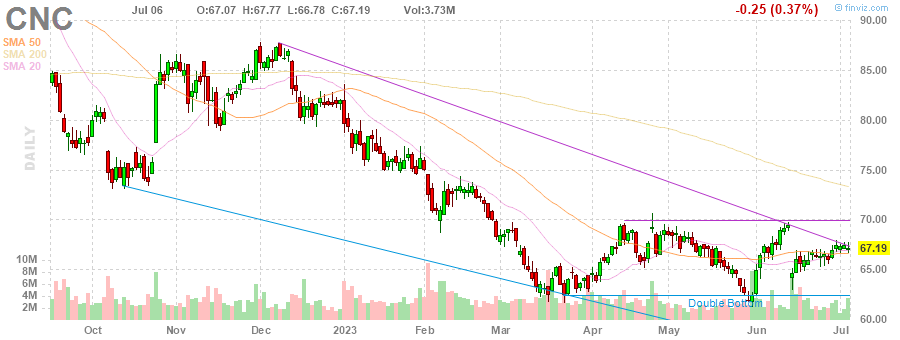 CNC
Jul 06 O:67.07 H:67.77 L:66.78 C:67.19 Vol:3.73M
-0.25 (0.37%)
© finviz.com
SMA 50
SMA 200
SMA 20
DAILY
90.00
85.00
80.00
75.00
70.00
67.19
65.00
60.00
10M
8M
6M
4M
2M
Double Bottom
Oct Nov Dec 2023 Feb Mar Apr May Jun Jul